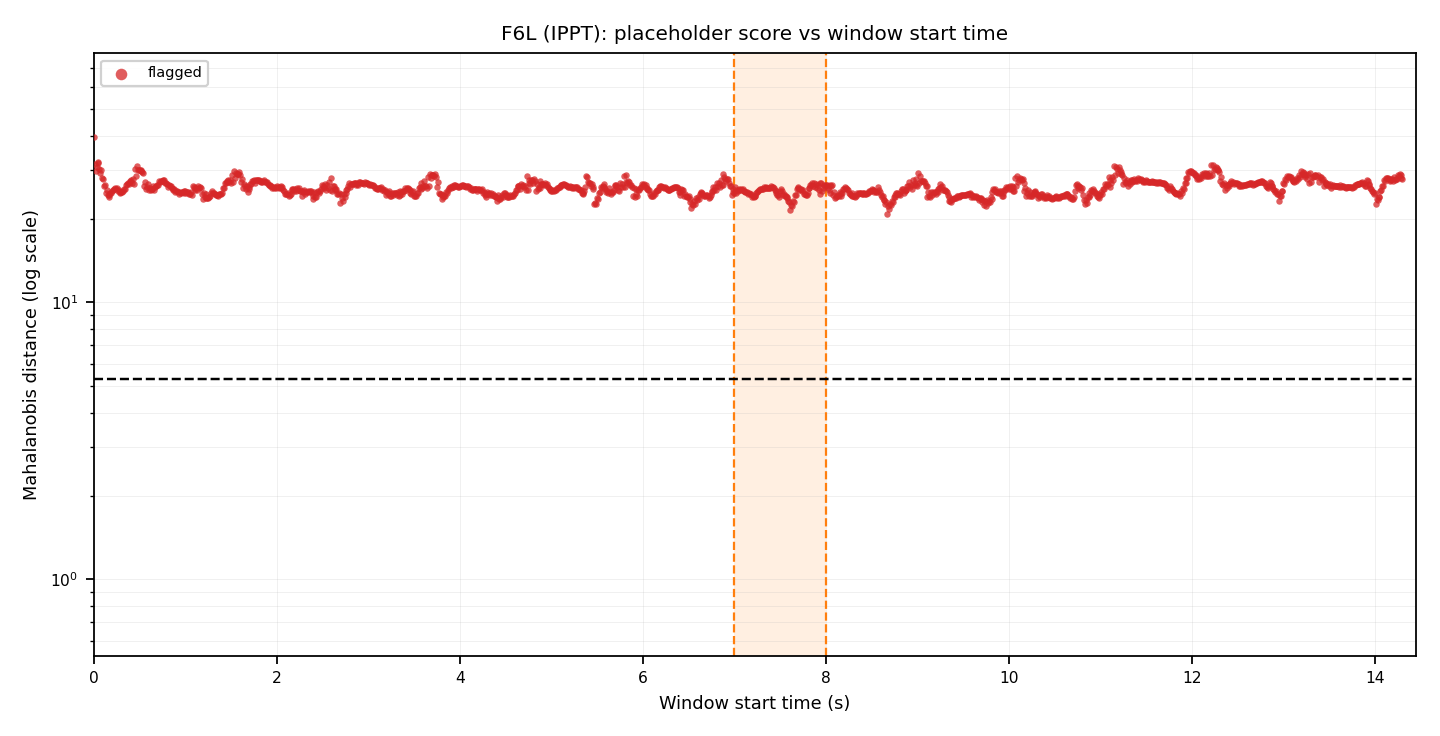 F6L (IPPT): placeholder score vs window start time
flagged
Mahalanobis distance (log scale)
10¹
10⁰
0 2 4 6 8 10 12 14
Window start time (s)